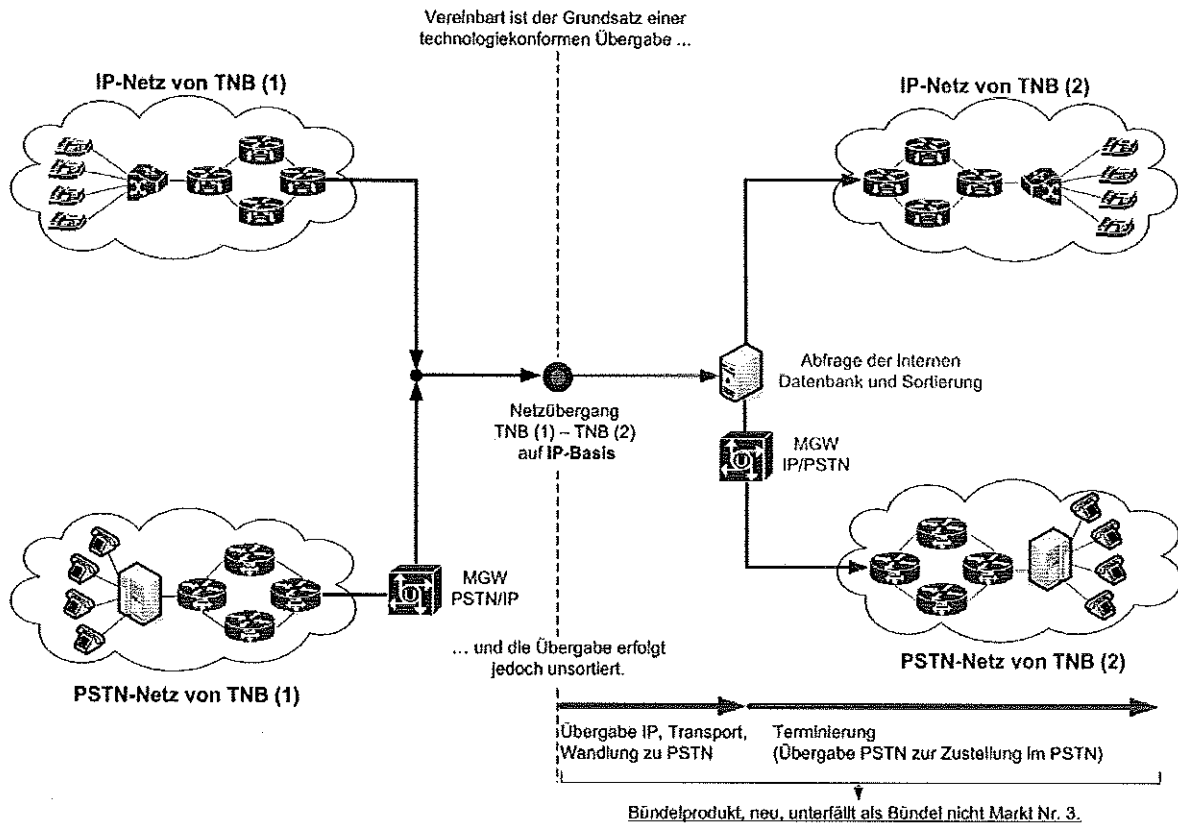 Vereinbart ist der Grundsatz einer
technologiekonformen Übergabe ...
IP-Netz von TNB (1)
IP-Netz von TNB (2)
Abfrage der Internen
Datenbank und Sortierung
Netzübergang
TNB (1) – TNB (2)
auf IP-Basis
MGW
IP/PSTN
MGW
PSTN/IP
... und die Übergabe erfolgt
jedoch unsortiert.
PSTN-Netz von TNB (1)
PSTN-Netz von TNB (2)
Übergabe IP, Transport,
Wandlung zu PSTN
Terminierung
(Übergabe PSTN zur Zustellung im PSTN)
Bündelprodukt, neu, unterfällt als Bündel nicht Markt Nr. 3.
U
U